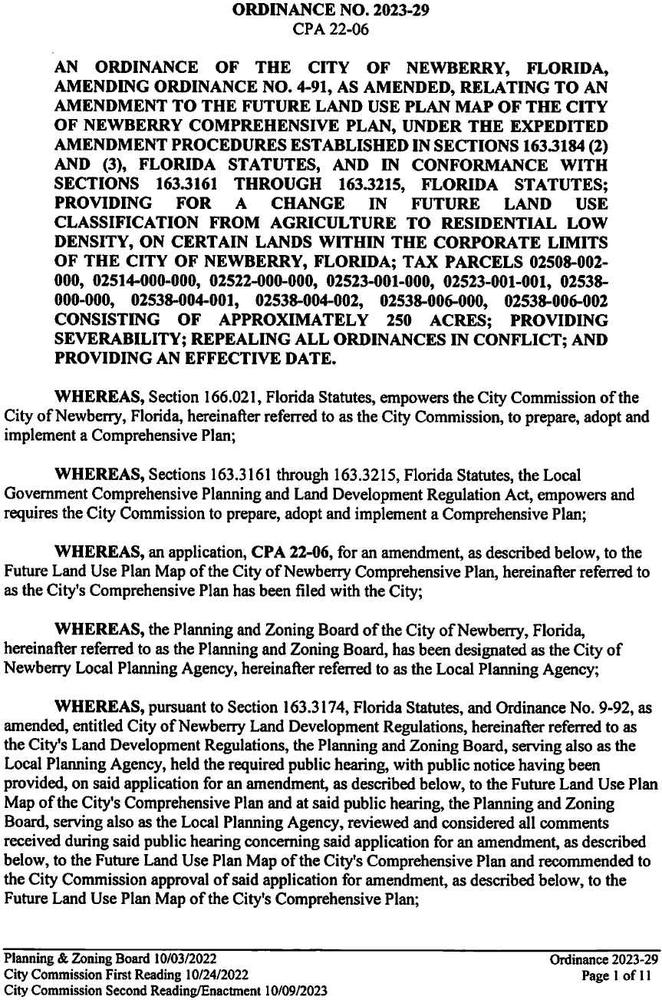 ORDINANCE NO. 2023-29
CPA 22-06
AN ORDINANCE OF THE CITY OF NEWBERRY, FLORIDA,
AMENDING ORDINANCE NO. 4-91, AS AMENDED, RELATING TO AN
AMENDMENT TO THE FUTURE LAND USE PLAN MAP OF THE CITY
OF NEWBERRY COMPREHENSIVE PLAN, UNDER THE EXPEDITED
AMENDMENT PROCEDURES ESTABLISHED IN SECTIONS 163.3184 (2)
AND (3), FLORIDA STATUTES, AND IN CONFORMANCE WITH
SECTIONS 163.3161 THROUGH 163.3215, FLORIDA STATUTES;
PROVIDING FOR A CHANGE IN FUTURE LAND USE
CLASSIFICATION FROM AGRICULTURE TO RESIDENTIAL LOW
DENSITY, ON CERTAIN LANDS WITHIN THE CORPORATE LIMITS
OF THE CITY OF NEWBERRY, FLORIDA; TAX PARCELS 02508-002-
000, 02514-000-000, 02522-000-000, 02523-001-000, 02523-001-001, 02538-
000-000, 02538-004-001, 02538-004-002, 02538-006-000, 02538-006-002
CONSISTING OF APPROXIMATELY 250 ACRES; PROVIDING
SEVERABILITY; REPEALING ALL ORDINANCES IN CONFLICT; AND
PROVIDING AN EFFECTIVE DATE.
WHEREAS, Section 166.021, Florida Statutes, empowers the City Commission of the
City of Newberry, Florida, hereinafter referred to as the City Commission, to prepare, adopt and
implement a Comprehensive Plan;
WHEREAS, Sections 163.3161 through 163.3215, Florida Statutes, the Local
Government Comprehensive Planning and Land Development Regulation Act, empowers and
requires the City Commission to prepare, adopt and implement a Comprehensive Plan;
WHEREAS, an application, CPA 22-06, for an amendment, as described below, to the
Future Land Use Plan Map of the City of Newberry Comprehensive Plan, hereinafter referred to
as the City's Comprehensive Plan has been filed with the City;
WHEREAS, the Planning and Zoning Board of the City of Newberry, Florida,
hereinafter referred to as the Planning and Zoning Board, has been designated as the City of
Newberry Local Planning Agency, hereinafter referred to as the Local Planning Agency;
WHEREAS, pursuant to Section 163.3174, Florida Statutes, and Ordinance No. 9-92, as
amended, entitled City of Newberry Land Development Regulations, hereinafter referred to as
the City's Land Development Regulations, the Planning and Zoning Board, serving also as the
Local Planning Agency, held the required public hearing, with public notice having been
provided, on said application for an amendment, as described below, to the Future Land Use Plan
Map of the City's Comprehensive Plan and at said public hearing, the Planning and Zoning
Board, serving also as the Local Planning Agency, reviewed and considered all comments
received during said public hearing concerning said application for an amendment, as described
below, to the Future Land Use Plan Map of the City's Comprehensive Plan and recommended to
the City Commission approval of said application for amendment, as described below, to the
Future Land Use Plan Map of the City's Comprehensive Plan;
Planning & Zoning Board 10/03/2022
City Commission First Reading 10/24/2022
City Commission Second Reading/Enactment 10/09/2023
Ordinance 2023-29
Page 1 of 11